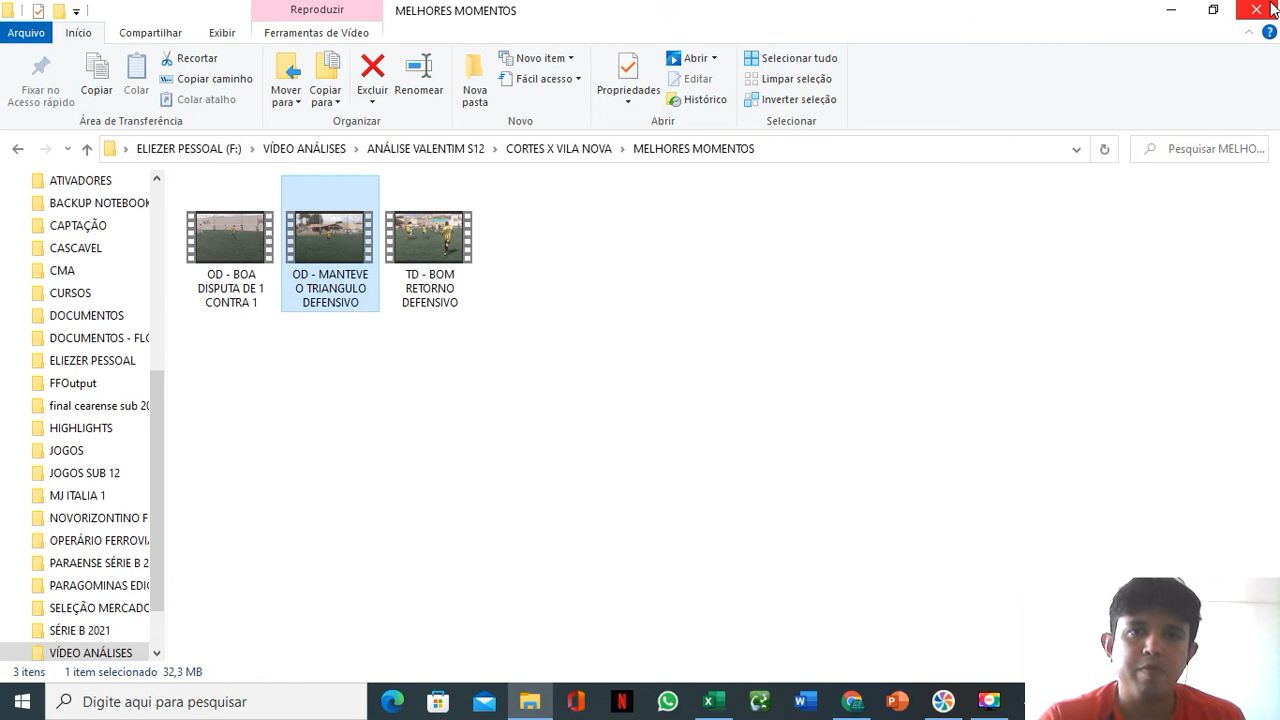 Reproduzir
MELHORES MOMENTOS
Arquivo
Início
Compartilhar
Exibir
Ferramentas de Vídeo
Fixar no
Acesso rápido
Copiar
Colar
Recortar
Copiar caminho
Colar atalho
Mover
para
Copiar
para
Excluir
Renomear
Nova
pasta
Novo item
Fácil acesso
Propriedades
Abrir
Editar
Histórico
Selecionar tudo
Limpar seleção
Inverter seleção
Área de Transferência
Organizar
Novo
Abrir
Selecionar
ELIEZER PESSOAL (F:) > VÍDEO ANÁLISES > ANÁLISE VALENTIM S12 > CORTES X VILA NOVA > MELHORES MOMENTOS
Pesquisar MELHO...
ATIVADORES
BACKUP NOTEBOOK
CAPTAÇÃO
CASCAVEL
CMA
CURSOS
DOCUMENTOS
DOCUMENTOS - FLO
ELIEZER PESSOAL
FFOutput
final cearense sub 20
HIGHLIGHTS
JOGOS
JOGOS SUB 12
MJ ITALIA 1
NOVORIZONTINO F
OPERÁRIO FERROVIA
PARAENSE SÉRIE B 2
PARAGOMINAS EDI
SELEÇÃO MERCADO
SÉRIE B 2021
VÍDEO ANÁLISES
OD - BOA
DISPUTA DE 1
CONTRA 1
OD - MANTEVE
O TRIANGULO
DEFENSIVO
TD - BOM
RETORNO
DEFENSIVO
3 itens
1 item selecionado 32,3 MB
Digite aqui para pesquisar